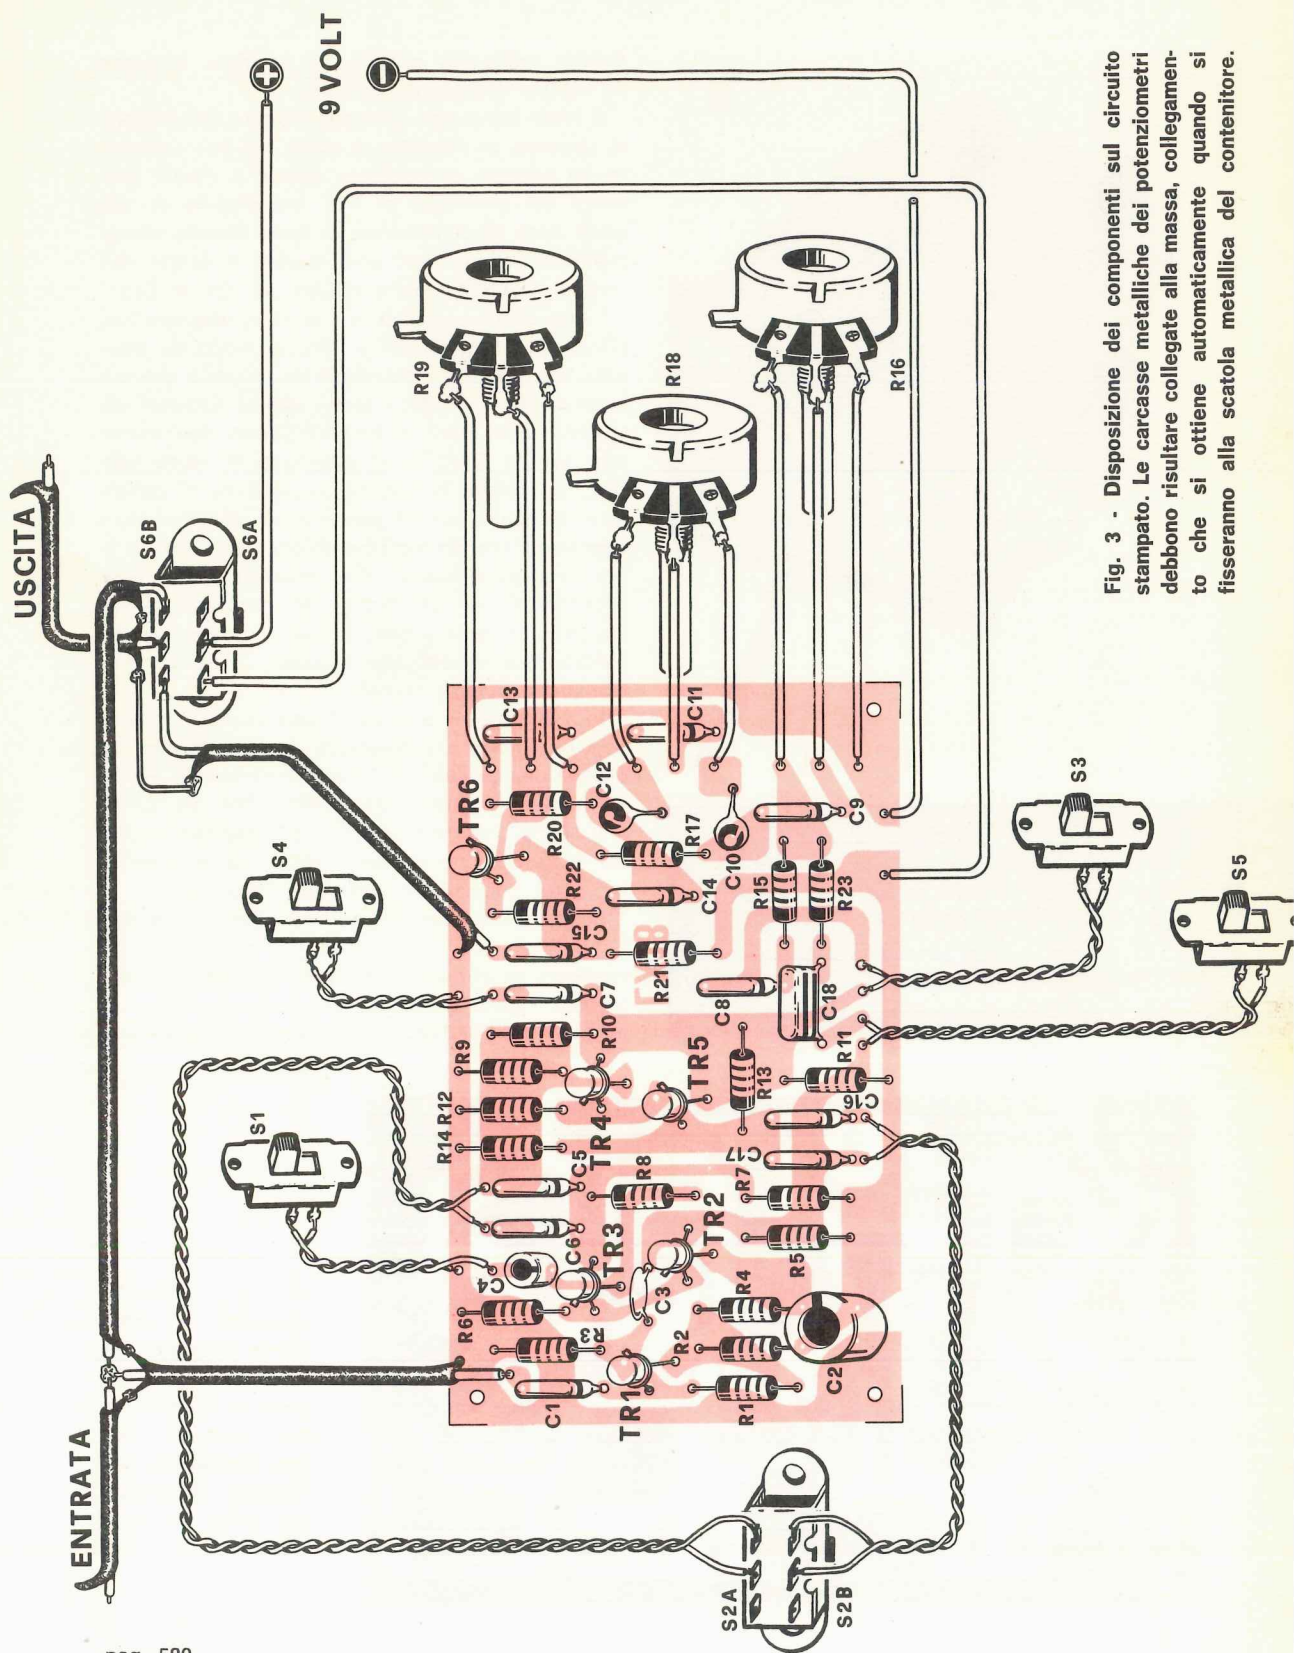 ENTRATA
USCITA
9 VOLT
+
−
S6B
S6A
S4
S1
S2A
S2B
S3
S5
R19
R18
R16
TR6
C13
C11
C12
R20
R22
R17
C10
C9
C14
R15
R23
C15
R21
C7
R10
R9
R12
R14
C8
C18
R11
R13
TR5
TR4
C5
C6
R8
C16
C17
R7
R5
TR3
TR2
C4
C3
R6
R3
R2
R4
TR1
C1
R1
C2
Fig. 3 - Disposizione dei componenti sul circuito
stampato. Le carcasse metalliche dei potenziometri
debbono risultare collegate alla massa, collegamen-
to che si ottiene automaticamente quando si
fisseranno alla scatola metallica del contenitore.